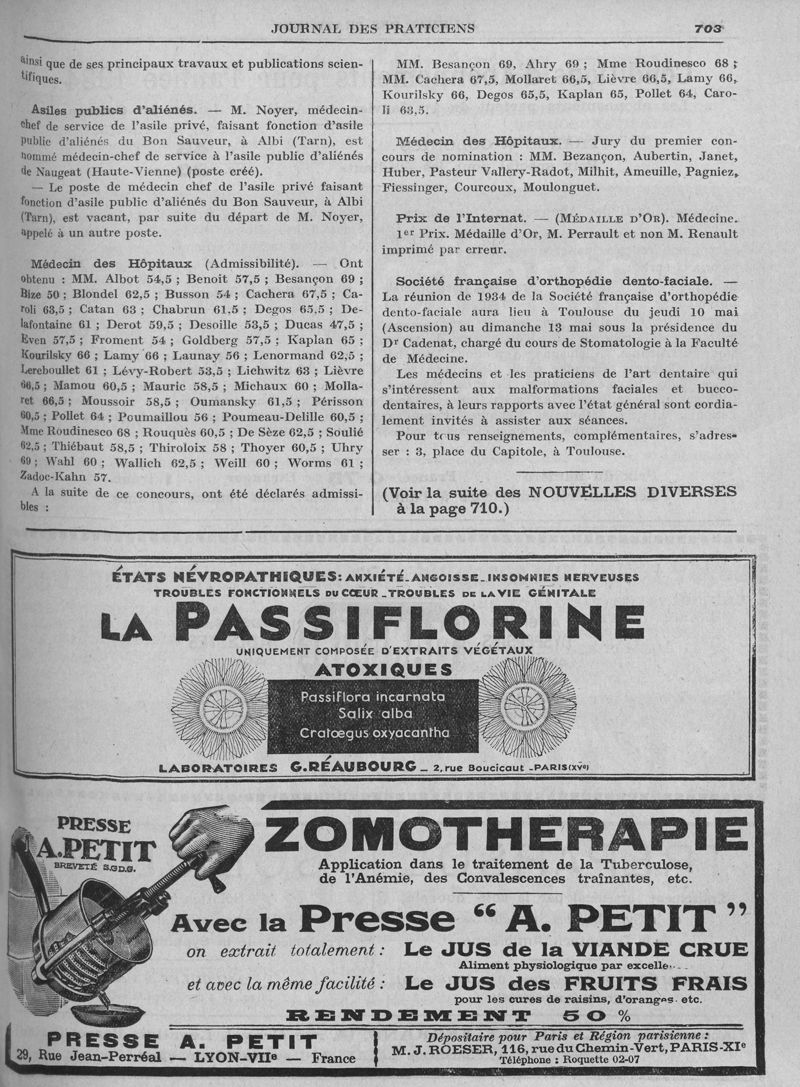 JOURNAL DES PRATICIENS
703
ainsi que de ses principaux travaux et publications scien-
tifiques.
Asiles publics d'aliénés. — M. Noyer, médecin-
chef de service de l'asile privé, faisant fonction d'asile
public d'aliénés du Bon Sauveur, à Albi (Tarn), est
nommé médecin-chef de service à l'asile public d'aliénés
de Naugeat (Haute-Vienne) (poste créé).
— Le poste de médecin chef de l'asile privé faisant
fonction d'asile public d'aliénés du Bon Sauveur, à Albi
(Tarn), est vacant, par suite du départ de M. Noyer,
appelé à un autre poste.
Médecin des Hôpitaux (Admissibilité). — Ont
obtenu : MM. Albot 54,5 ; Benoit 57,5 ; Besançon 69 ;
Bize 50 ; Blondel 62,5 ; Busson 54 ; Cachera 67,5 ; Ca-
roli 63,5 ; Catan 63 ; Chabrun 61,5 ; Degos 65,5 ; De-
lafontaine 61 ; Derot 59,5 ; Desoille 53,5 ; Ducas 47,5 ;
Even 57,5 ; Froment 54 ; Goldberg 57,5 ; Kaplan 65 ;
Kourilsky 66 ; Lamy 66 ; Launay 56 ; Lenormand 62,5 ;
Lereboullet 61 ; Lévy-Robert 53,5 ; Lichwitz 63 ; Lièvre
66,5 ; Mamou 60,5 ; Mauric 58,5 ; Michaux 60 ; Molla-
ret 66,5 ; Moussoir 58,5 ; Oumansky 61,5 ; Périsson
60,5 ; Pollet 64 ; Poumaillou 56 ; Poumeau-Delille 60,5 ;
Mme Roudinesco 68 ; Rouquès 60,5 ; De Sèze 62,5 ; Soulié
62,5 ; Thiébaut 58,5 ; Thiroloix 58 ; Thoyer 60,5 ; Uhry
69 ; Wahl 60 ; Wallich 62,5 ; Weill 60 ; Worms 61 ;
Zadoc-Kahn 57.
A la suite de ce concours, ont été déclarés admissi-
bles :
MM. Besançon 69, Ahry 69 ; Mme Roudinesco 68 ;
MM. Cachera 67,5, Mollaret 66,5, Lièvre 66,5, Lamy 66,
Kourilsky 66, Degos 65,5, Kaplan 65, Pollet 64, Caro-
li 63,5.
Médecin des Hôpitaux. — Jury du premier con-
cours de nomination : MM. Bezançon, Aubertin, Janet,
Huber, Pasteur Vallery-Radot, Milhit, Ameuille, Pagniez,
Fiessinger, Courcoux, Moulonguet.
Prix de l'Internat. — (MÉDAILLE D'OR). Médecine.
1er Prix. Médaille d'Or, M. Perrault et non M. Renault
imprimé par erreur.
Société française d'orthopédie dento-faciale. —
La réunion de 1934 de la Société française d'orthopédie
dento-faciale aura lieu à Toulouse du jeudi 10 mai
(Ascension) au dimanche 13 mai sous la présidence du
Dr Cadenat, chargé du cours de Stomatologie à la Faculté
de Médecine.
Les médecins et les praticiens de l'art dentaire qui
s'intéressent aux malformations faciales et bucco-
dentaires, à leurs rapports avec l'état général sont cordia-
lement invités à assister aux séances.
Pour tous renseignements, complémentaires, s'adres-
ser : 3, place du Capitole, à Toulouse.
(Voir la suite des NOUVELLES DIVERSES
à la page 710.)
ÉTATS NÉVROPATHIQUES: ANXIÉTÉ_ANGOISSE_INSOMNIES NERVEUSES
TROUBLES FONCTIONNELS DU CŒUR_TROUBLES DE LA VIE GÉNITALE
LA PASSIFLORINE
UNIQUEMENT COMPOSÉE D'EXTRAITS VÉGÉTAUX
ATOXIQUES
Passiflora incarnata
Salix alba
Cratœgus oxyacantha
LABORATOIRES G.RÉAUBOURG _ 2, rue Boucicaut -PARIS (XVe)
PRESSE
A.PETIT
BREVETÉ S.G.D.G.
ZOMOTHERAPIE
Application dans le traitement de la Tuberculose,
de l'Anémie, des Convalescences traînantes, etc.
Avec la Presse “ A. PETIT ”
on extrait totalement : Le JUS de la VIANDE CRUE
Aliment physiologique par
et avec la même facilité : Le JUS des FRUITS FRAIS
pour les cures de raisins, d'oranges etc.
RENDEMENT 50 %
PRESSE A. PETIT
29, Rue Jean-Perréal — LYON-VIIe — France
Dépositaire pour Paris et Région parisienne :
M. J. ROESER, 116, rue du Chemin-Vert, PARIS-XIe
Téléphone : Roquette 02-07